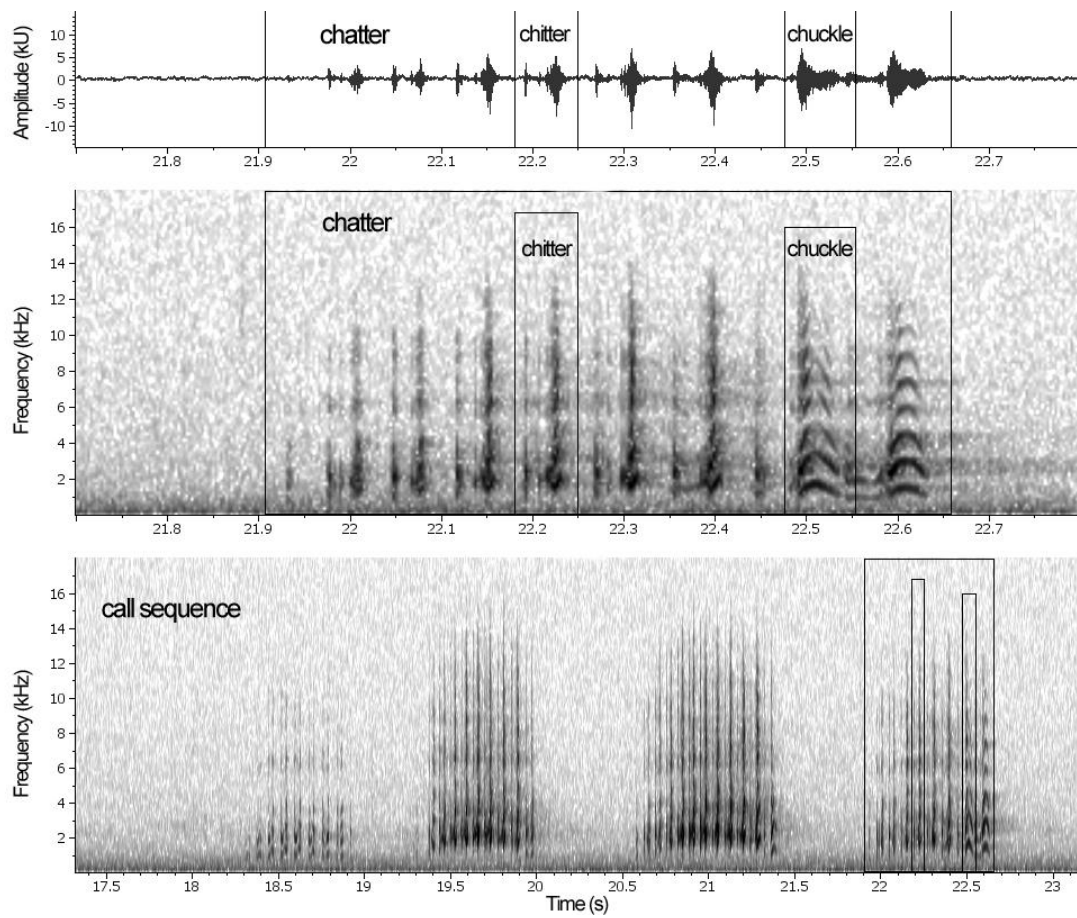 chatter chitter chuckle
Amplitude (kU)
10
5
0
-5
-10
21.8 21.9 22 22.1 22.2 22.3 22.4 22.5 22.6 22.7
chatter
chitter chuckle
Frequency (kHz)
16
14
12
10
8
6
4
2
21.8 21.9 22 22.1 22.2 22.3 22.4 22.5 22.6 22.7
call sequence
Frequency (kHz)
16
14
12
10
8
6
4
2
17.5 18 18.5 19 19.5 20 20.5 21 21.5 22 22.5 23
Time (s)